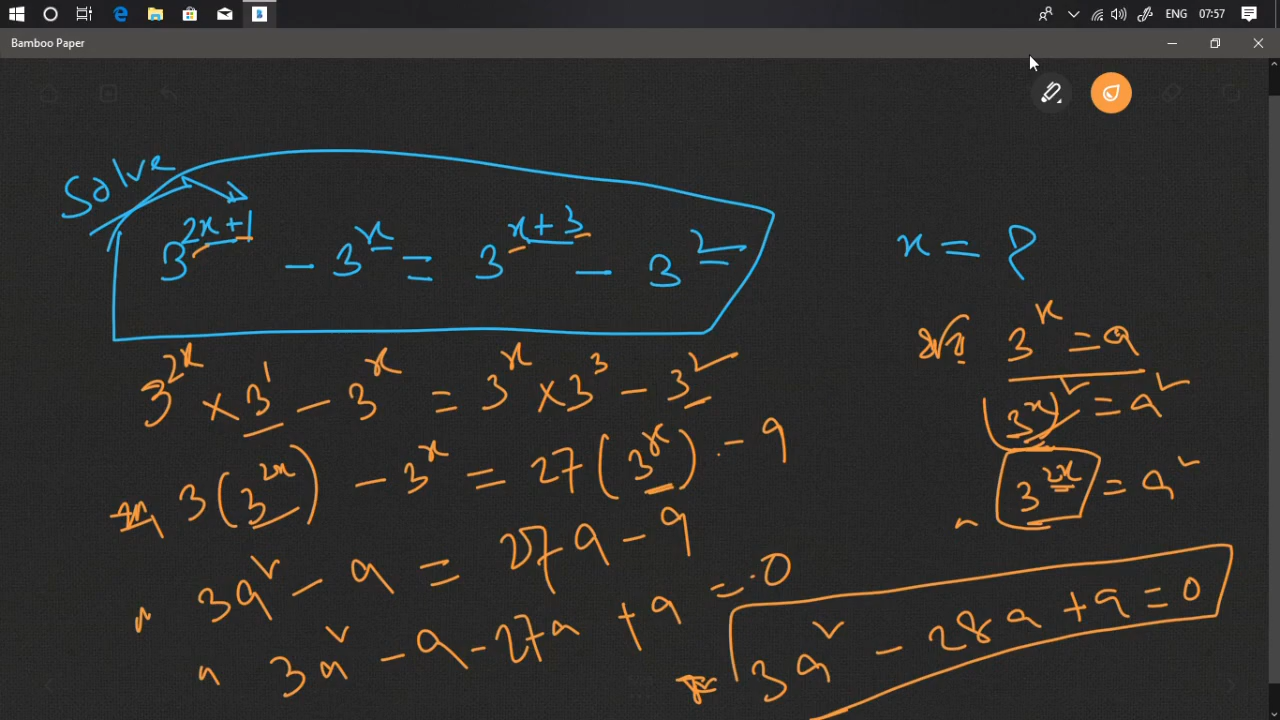 ENG 07:57
Bamboo Paper
Solve
3^{2x+1} - 3^x = 3^{x+3} - 3^2
x = ?
3^{2x} × 3^1 - 3^x = 3^x × 3^3 - 3^2
3(3^{2x}) - 3^x = 27(3^x) - 9
3a^2 - a = 27a - 9
3a^2 - a - 27a + 9 = 0
ধরি 3^x = a
(3^x)^2 = a^2
3^{2x} = a^2
3a^2 - 28a + 9 = 0